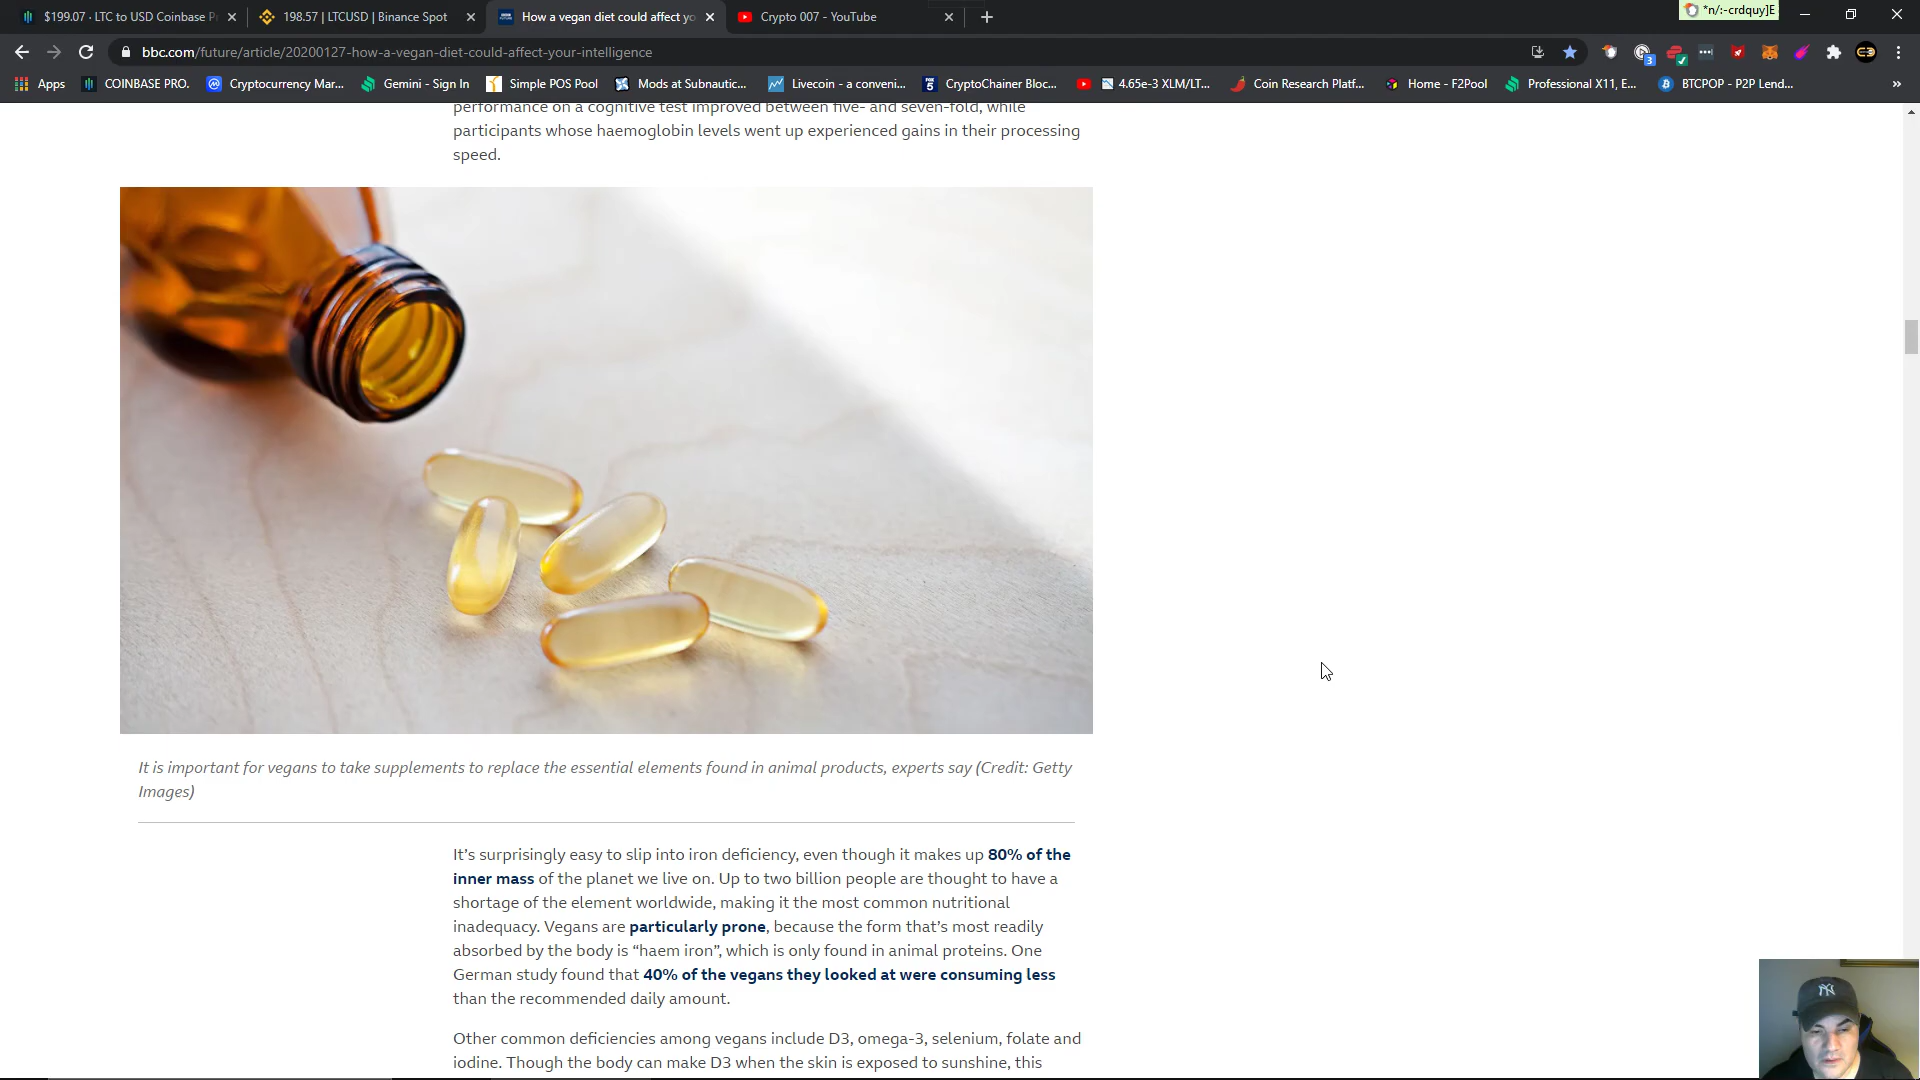 $199.07 · LTC to USD Coinbase P
198.57 | LTCUSD | Binance Spot
How a vegan diet could affect yo
Crypto 007 - YouTube
*n/:-crdquy]E
bbc.com/future/article/20200127-how-a-vegan-diet-could-affect-your-intelligence
3
Apps
COINBASE PRO.
Cryptocurrency Mar...
Gemini - Sign In
Simple POS Pool
Mods at Subnautic...
Livecoin - a conveni...
CryptoChainer Bloc...
4.65e-3 XLM/LT...
Coin Research Platf...
Home - F2Pool
Professional X11, E...
BTCPOP - P2P Lend...
»
performance on a cognitive test improved between five- and seven-fold, while
participants whose haemoglobin levels went up experienced gains in their processing
speed.
It is important for vegans to take supplements to replace the essential elements found in animal products, experts say (Credit: Getty
Images)
It’s surprisingly easy to slip into iron deficiency, even though it makes up 80% of the
inner mass of the planet we live on. Up to two billion people are thought to have a
shortage of the element worldwide, making it the most common nutritional
inadequacy. Vegans are particularly prone, because the form that’s most readily
absorbed by the body is “haem iron”, which is only found in animal proteins. One
German study found that 40% of the vegans they looked at were consuming less
than the recommended daily amount.
Other common deficiencies among vegans include D3, omega-3, selenium, folate and
iodine. Though the body can make D3 when the skin is exposed to sunshine, this